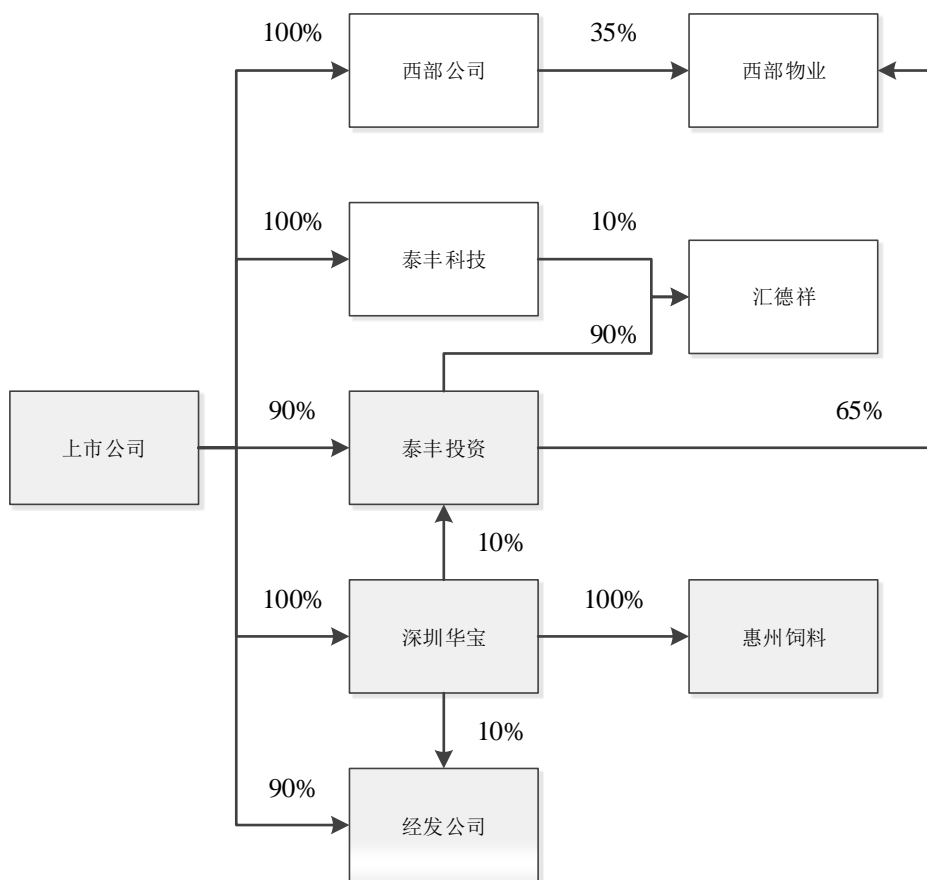 100%
35%
西部公司
西部物业
100%
10%
泰丰科技
汇德祥
90%
90%
65%
上市公司
泰丰投资
10%
100%
100%
深圳华宝
惠州饲料
10%
90%
经发公司